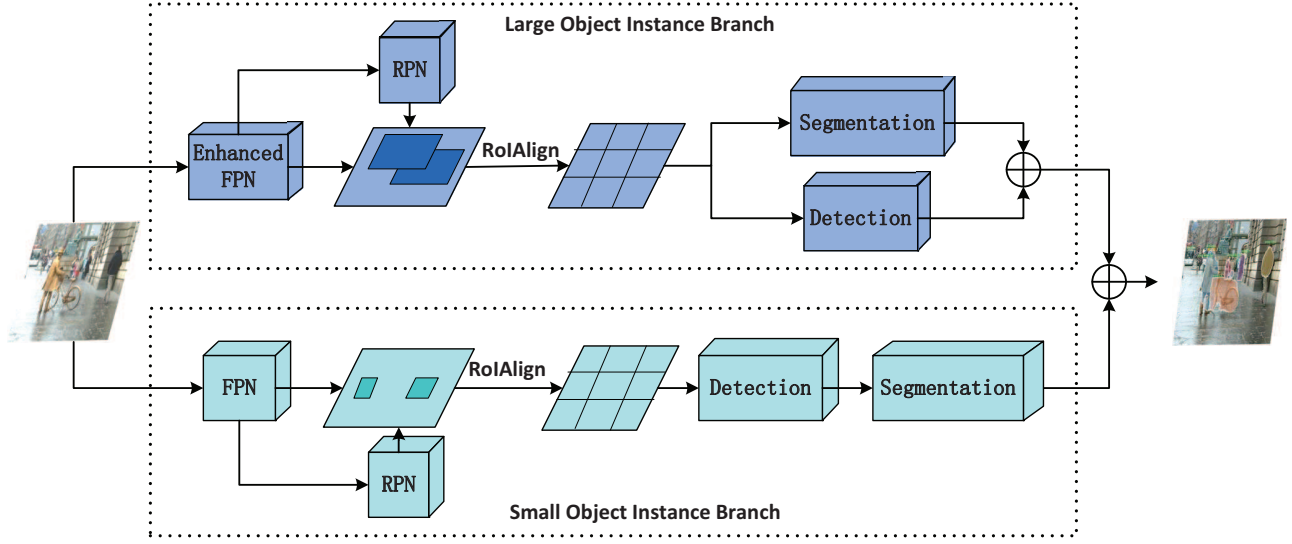 Large Object Instance Branch
RPN
Enhanced
FPN
RoIAlign
Segmentation
Detection
FPN
RoIAlign
Detection
Segmentation
RPN
Small Object Instance Branch